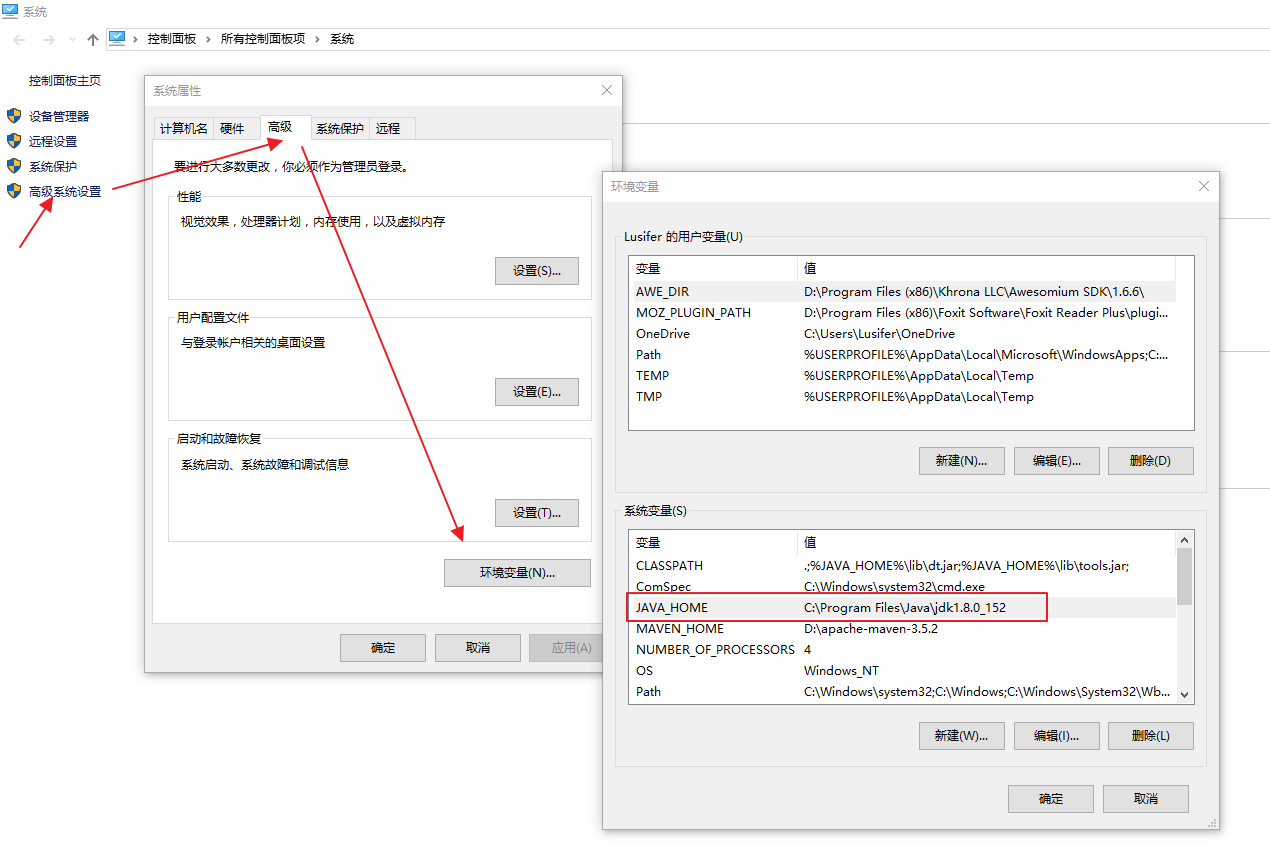 系统
控制面板 › 所有控制面板项 › 系统
控制面板主页
设备管理器
远程设置
系统保护
高级系统设置
系统属性
计算机名 硬件 高级 系统保护 远程
要进行大多数更改，你必须作为管理员登录。
性能
视觉效果，处理器计划，内存使用，以及虚拟内存
设置(S)...
用户配置文件
与登录帐户相关的桌面设置
设置(E)...
启动和故障恢复
系统启动、系统故障和调试信息
设置(T)...
环境变量(N)...
确定 取消 应用(A)
环境变量
Lusifer 的用户变量(U)
变量 值
AWE_DIR D:\Program Files (x86)\Khrona LLC\Awesomium SDK\1.6.6\
MOZ_PLUGIN_PATH D:\Program Files (x86)\Foxit Software\Foxit Reader Plus\plugi...
OneDrive C:\Users\Lusifer\OneDrive
Path %USERPROFILE%\AppData\Local\Microsoft\WindowsApps;C:...
TEMP %USERPROFILE%\AppData\Local\Temp
TMP %USERPROFILE%\AppData\Local\Temp
新建(N)... 编辑(E)... 删除(D)
系统变量(S)
变量 值
CLASSPATH .;%JAVA_HOME%\lib\dt.jar;%JAVA_HOME%\lib\tools.jar;
ComSpec C:\Windows\system32\cmd.exe
JAVA_HOME C:\Program Files\Java\jdk1.8.0_152
MAVEN_HOME D:\apache-maven-3.5.2
NUMBER_OF_PROCESSORS 4
OS Windows_NT
Path C:\Windows\system32;C:\Windows;C:\Windows\System32\Wb...
新建(W)... 编辑(I)... 删除(L)
确定 取消